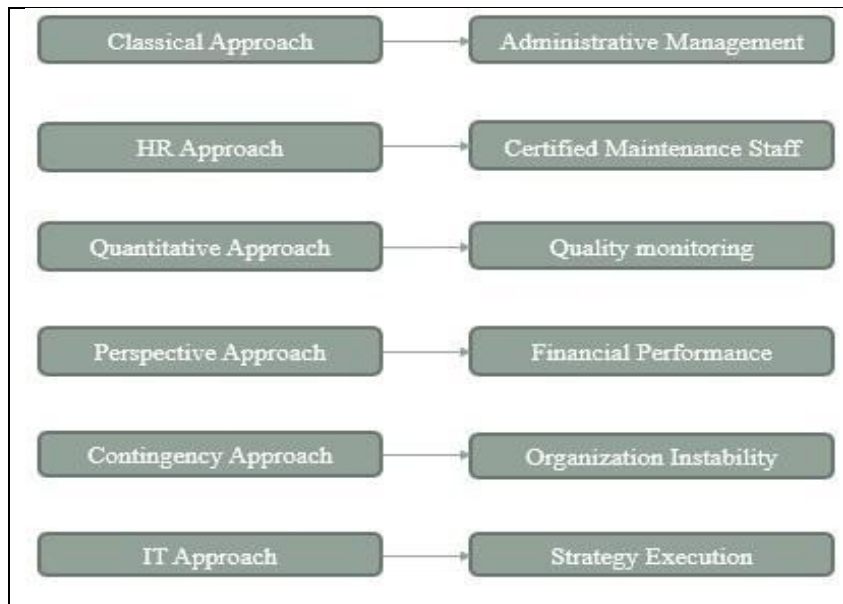 Classical Approach
Administrative Management
HR Approach
Certified Maintenance Staff
Quantitative Approach
Quality monitoring
Perspective Approach
Financial Performance
Contingency Approach
Organization Instability
IT Approach
Strategy Execution